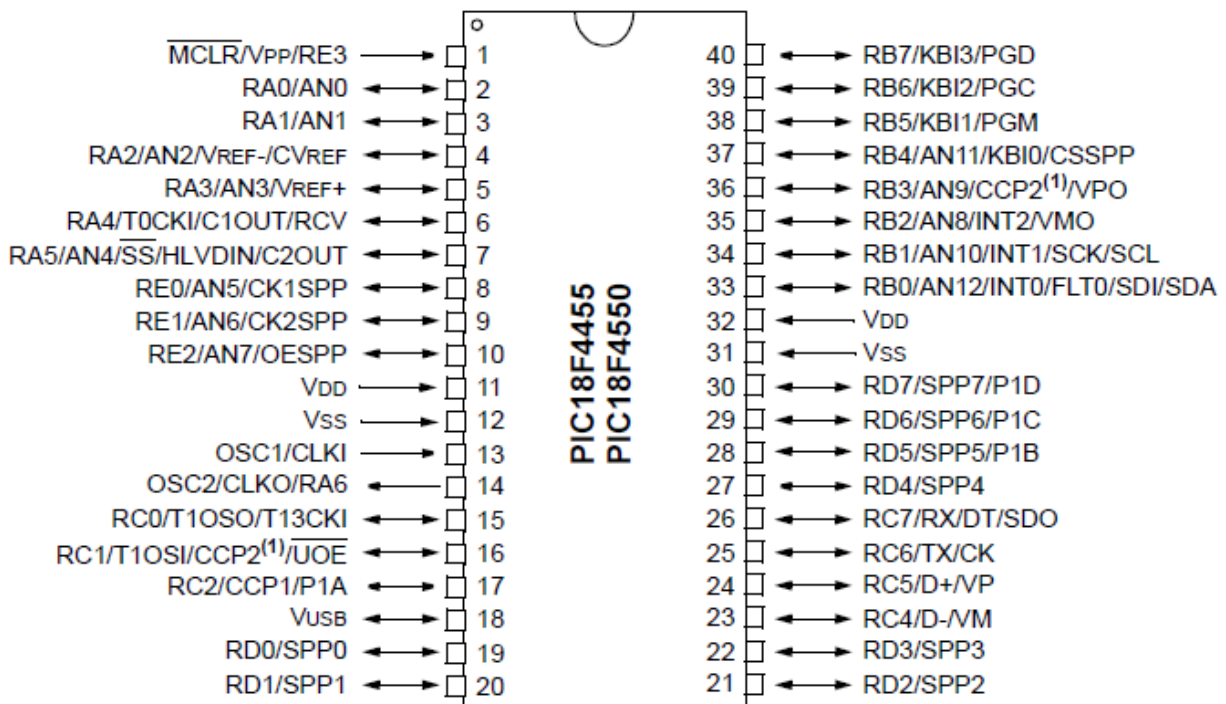 MCLR/VPP/RE3 1
RA0/AN0 2
RA1/AN1 3
RA2/AN2/VREF-/CVREF 4
RA3/AN3/VREF+ 5
RA4/T0CKI/C1OUT/RCV 6
RA5/AN4/SS/HLVDIN/C2OUT 7
RE0/AN5/CK1SPP 8
RE1/AN6/CK2SPP 9
RE2/AN7/OESPP 10
VDD 11
VSS 12
OSC1/CLKI 13
OSC2/CLKO/RA6 14
RC0/T1OSO/T13CKI 15
RC1/T1OSI/CCP2(1)/UOE 16
RC2/CCP1/P1A 17
VUSB 18
RD0/SPP0 19
RD1/SPP1 20
PIC18F4455
PIC18F4550
40 RB7/KBI3/PGD
39 RB6/KBI2/PGC
38 RB5/KBI1/PGM
37 RB4/AN11/KBI0/CSSPP
36 RB3/AN9/CCP2(1)/VPO
35 RB2/AN8/INT2/VMO
34 RB1/AN10/INT1/SCK/SCL
33 RB0/AN12/INT0/FLT0/SDI/SDA
32 VDD
31 VSS
30 RD7/SPP7/P1D
29 RD6/SPP6/P1C
28 RD5/SPP5/P1B
27 RD4/SPP4
26 RC7/RX/DT/SDO
25 RC6/TX/CK
24 RC5/D+/VP
23 RC4/D-/VM
22 RD3/SPP3
21 RD2/SPP2